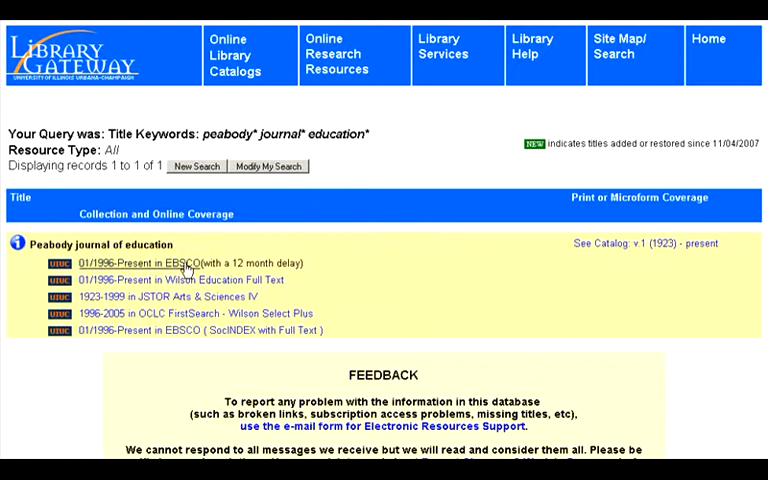 LIBRARY
GATEWAY
UNIVERSITY OF ILLINOIS URBANA-CHAMPAIGN
Online
Library
Catalogs
Online
Research
Resources
Library
Services
Library
Help
Site Map/
Search
Home
Your Query was: Title Keywords: peabody* journal* education*
Resource Type: All
Displaying records 1 to 1 of 1 New Search Modify My Search
NEW indicates titles added or restored since 11/04/2007
Title Print or Microform Coverage
Collection and Online Coverage
Peabody journal of education See Catalog: v.1 (1923) - present
UIUC 01/1996-Present in EBSCO(with a 12 month delay)
UIUC 01/1996-Present in Wilson Education Full Text
UIUC 1923-1999 in JSTOR Arts & Sciences IV
UIUC 1996-2005 in OCLC FirstSearch - Wilson Select Plus
UIUC 01/1996-Present in EBSCO ( SocINDEX with Full Text )
FEEDBACK
To report any problem with the information in this database
(such as broken links, subscription access problems, missing titles, etc),
use the e-mail form for Electronic Resources Support.
We cannot respond to all messages we receive but we will read and consider them all. Please be